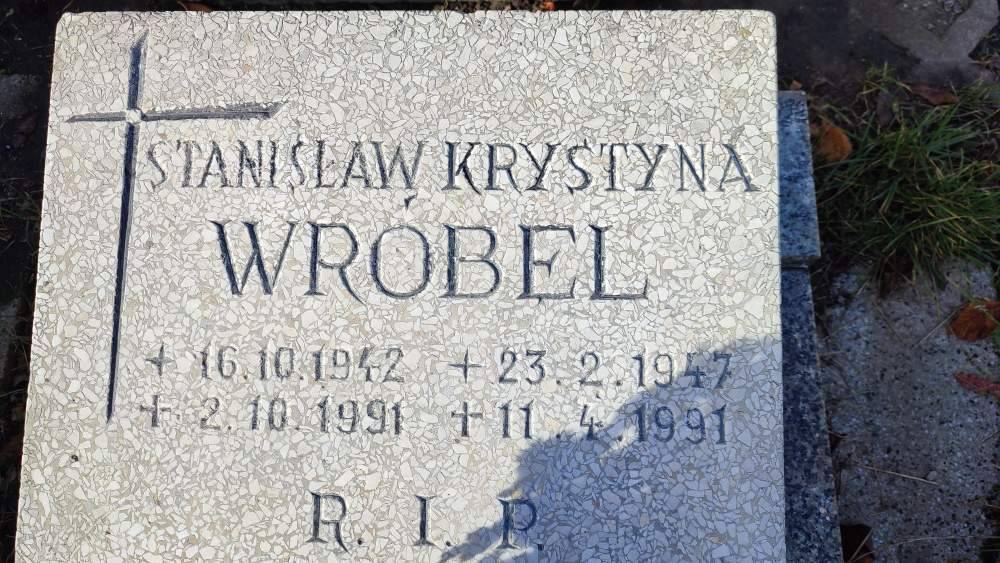 STANISŁAW KRYSTYNA
WRÓBEL
+ 16.10.1942 + 23.2.1947
+ 2.10.1991 + 11.4.1991
R.I.P.